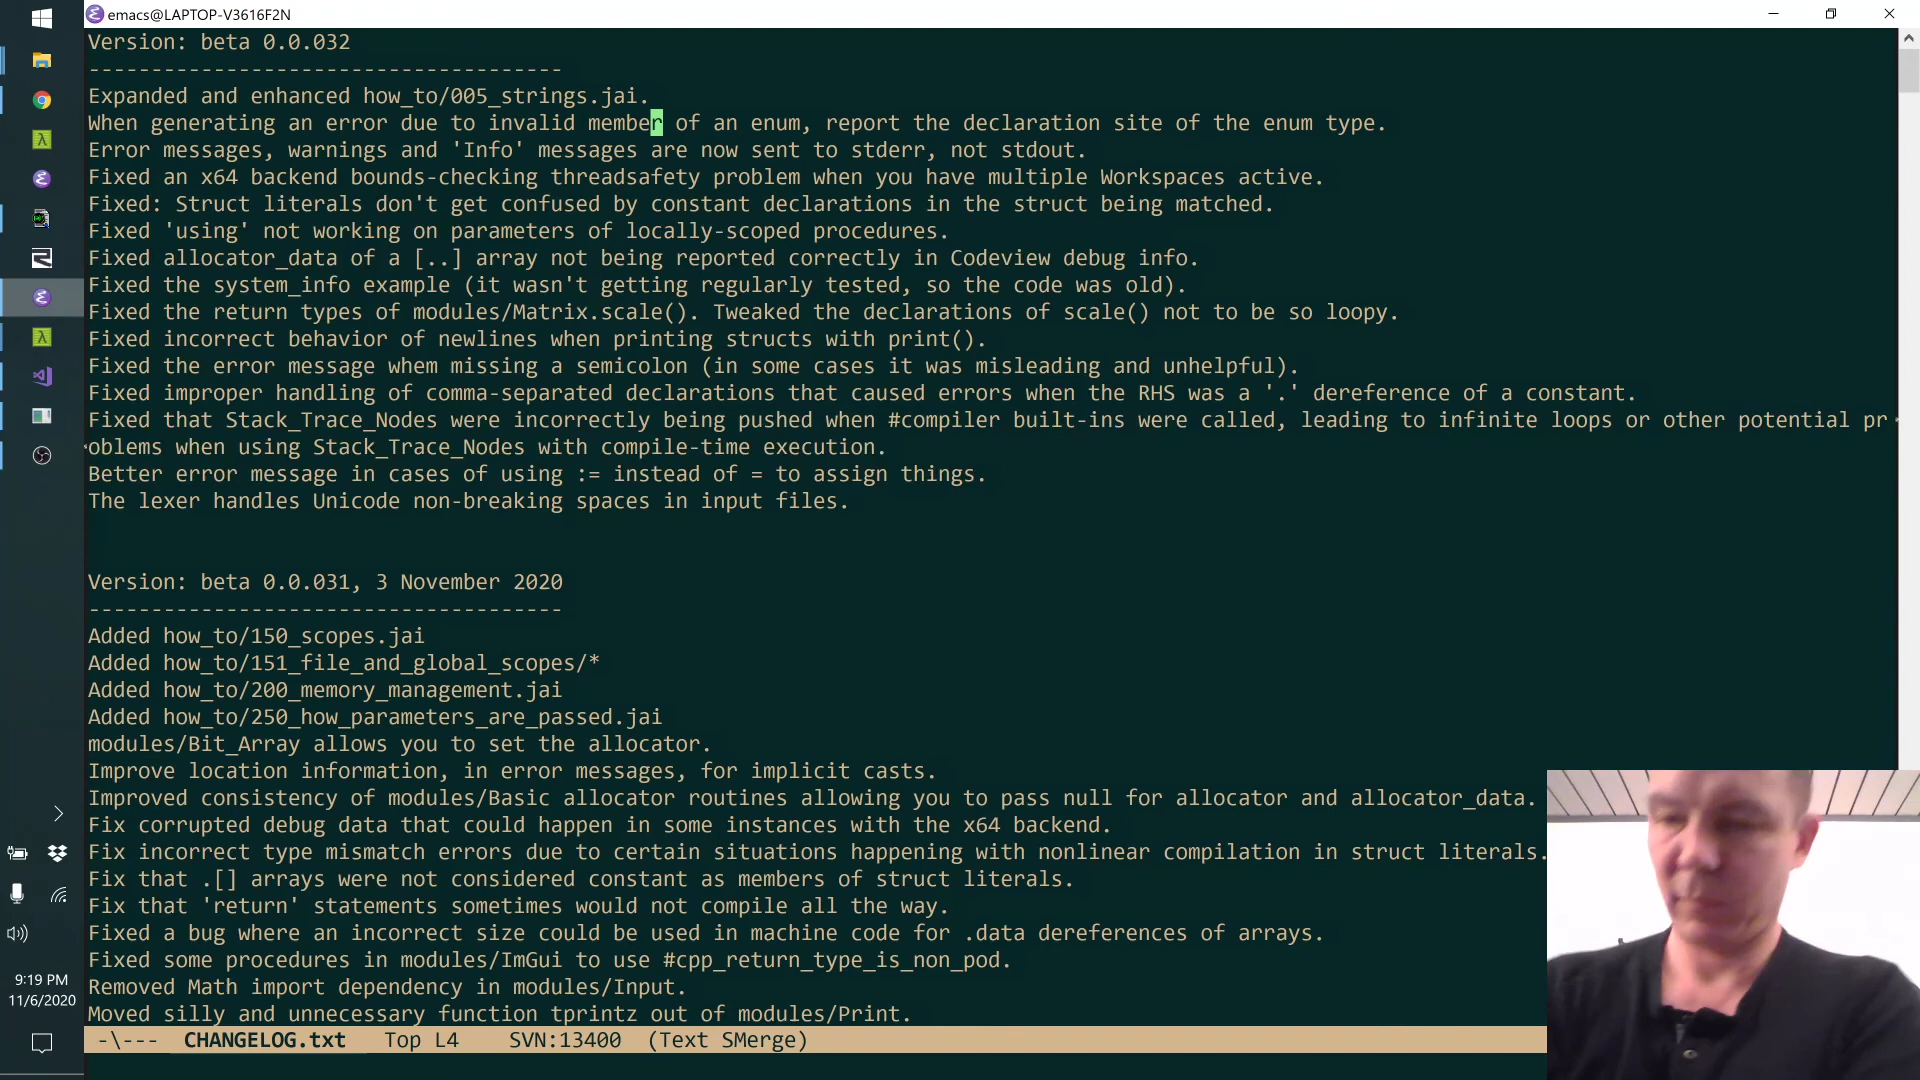 emacs@LAPTOP-V3616F2N
Version: beta 0.0.032
--------------------------------------
Expanded and enhanced how_to/005_strings.jai.
When generating an error due to invalid member of an enum, report the declaration site of the enum type.
Error messages, warnings and 'Info' messages are now sent to stderr, not stdout.
Fixed an x64 backend bounds-checking threadsafety problem when you have multiple Workspaces active.
Fixed: Struct literals don't get confused by constant declarations in the struct being matched.
Fixed 'using' not working on parameters of locally-scoped procedures.
Fixed allocator_data of a [..] array not being reported correctly in Codeview debug info.
Fixed the system_info example (it wasn't getting regularly tested, so the code was old).
Fixed the return types of modules/Matrix.scale(). Tweaked the declarations of scale() not to be so loopy.
Fixed incorrect behavior of newlines when printing structs with print().
Fixed the error message whem missing a semicolon (in some cases it was misleading and unhelpful).
Fixed improper handling of comma-separated declarations that caused errors when the RHS was a '.' dereference of a constant.
Fixed that Stack_Trace_Nodes were incorrectly being pushed when #compiler built-ins were called, leading to infinite loops or other potential pr
oblems when using Stack_Trace_Nodes with compile-time execution.
Better error message in cases of using := instead of = to assign things.
The lexer handles Unicode non-breaking spaces in input files.
Version: beta 0.0.031, 3 November 2020
--------------------------------------
Added how_to/150_scopes.jai
Added how_to/151_file_and_global_scopes/*
Added how_to/200_memory_management.jai
Added how_to/250_how_parameters_are_passed.jai
modules/Bit_Array allows you to set the allocator.
Improve location information, in error messages, for implicit casts.
Improved consistency of modules/Basic allocator routines allowing you to pass null for allocator and allocator_data.
Fix corrupted debug data that could happen in some instances with the x64 backend.
Fix incorrect type mismatch errors due to certain situations happening with nonlinear compilation in struct literals.
Fix that .[] arrays were not considered constant as members of struct literals.
Fix that 'return' statements sometimes would not compile all the way.
Fixed a bug where an incorrect size could be used in machine code for .data dereferences of arrays.
Fixed some procedures in modules/ImGui to use #cpp_return_type_is_non_pod.
Removed Math import dependency in modules/Input.
Moved silly and unnecessary function tprintz out of modules/Print.
-\--- CHANGELOG.txt Top L4 SVN:13400 (Text SMerge)
9:19 PM
11/6/2020